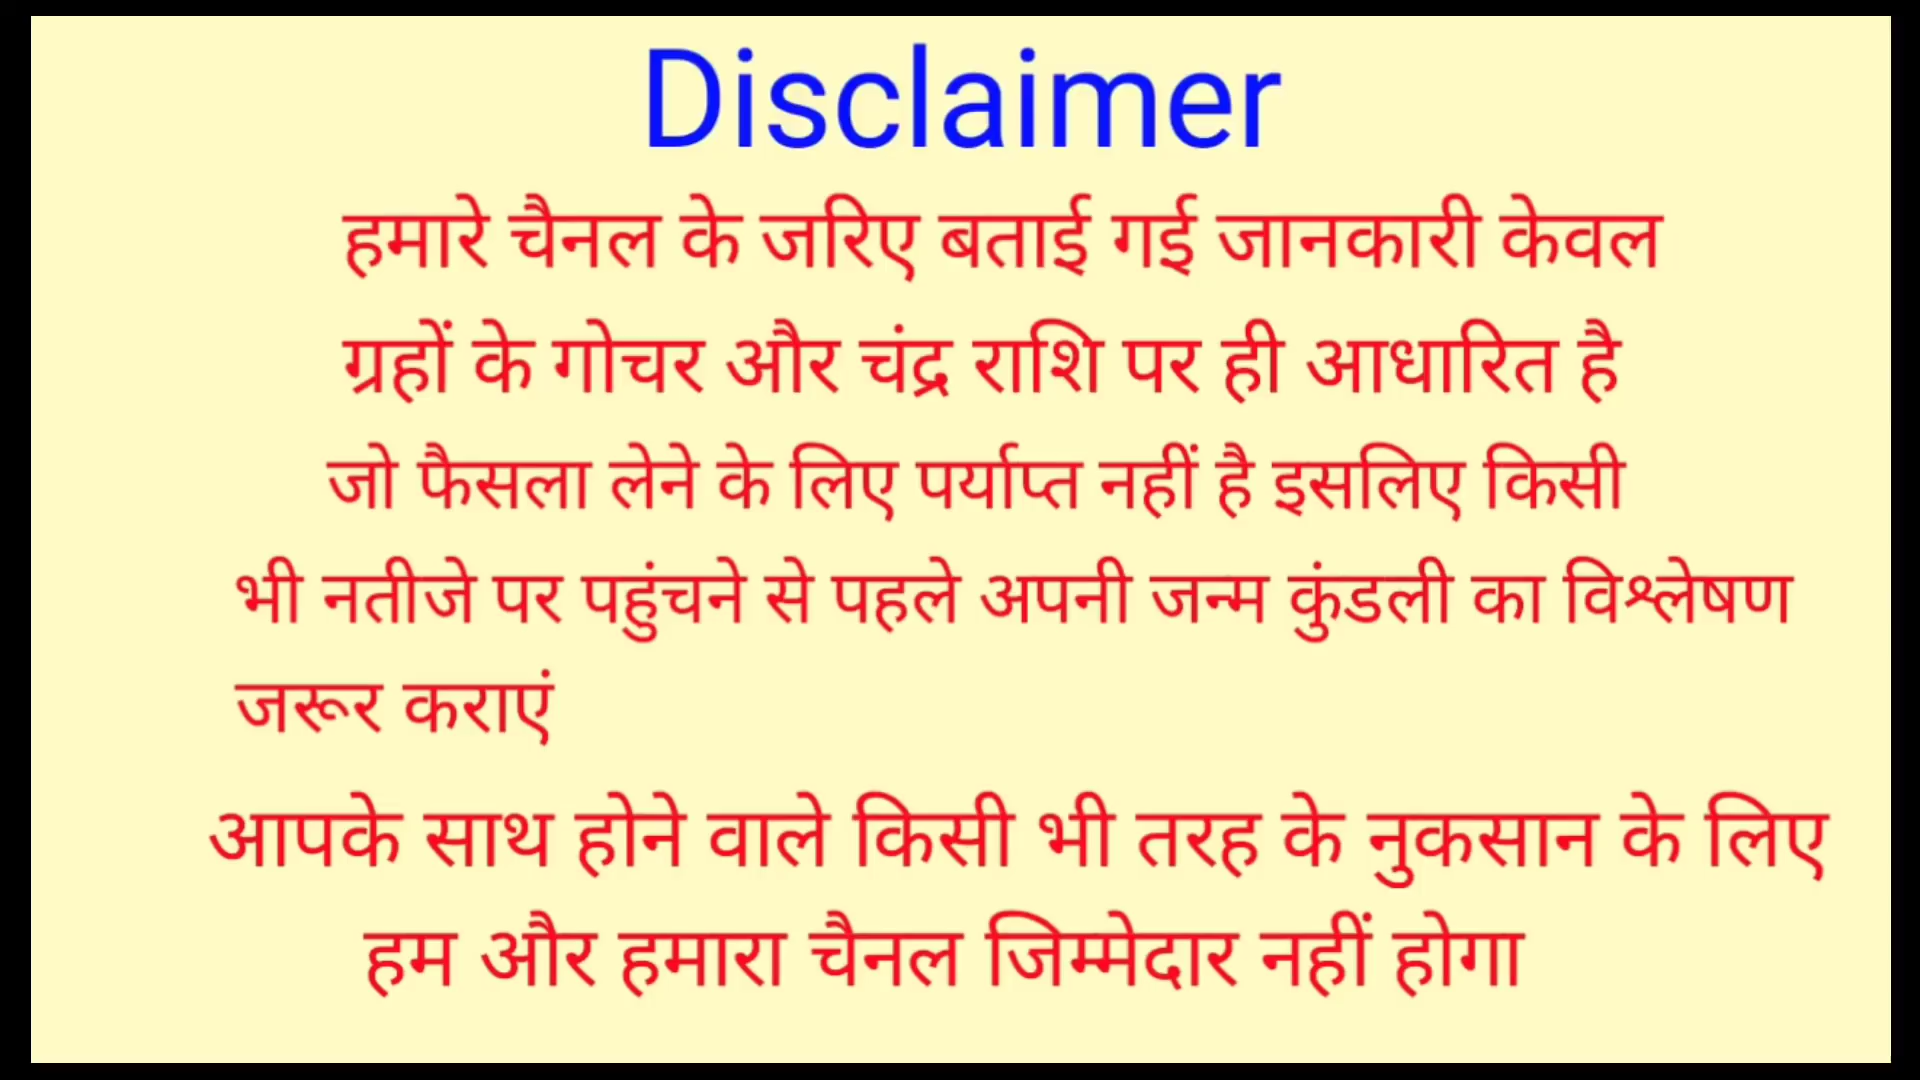 Disclaimer
हमारे चैनल के जरिए बताई गई जानकारी केवल
ग्रहों के गोचर और चंद्र राशि पर ही आधारित है
जो फैसला लेने के लिए पर्याप्त नहीं है इसलिए किसी
भी नतीजे पर पहुंचने से पहले अपनी जन्म कुंडली का विश्लेषण
जरूर कराएं
आपके साथ होने वाले किसी भी तरह के नुकसान के लिए
हम और हमारा चैनल जिम्मेदार नहीं होगा